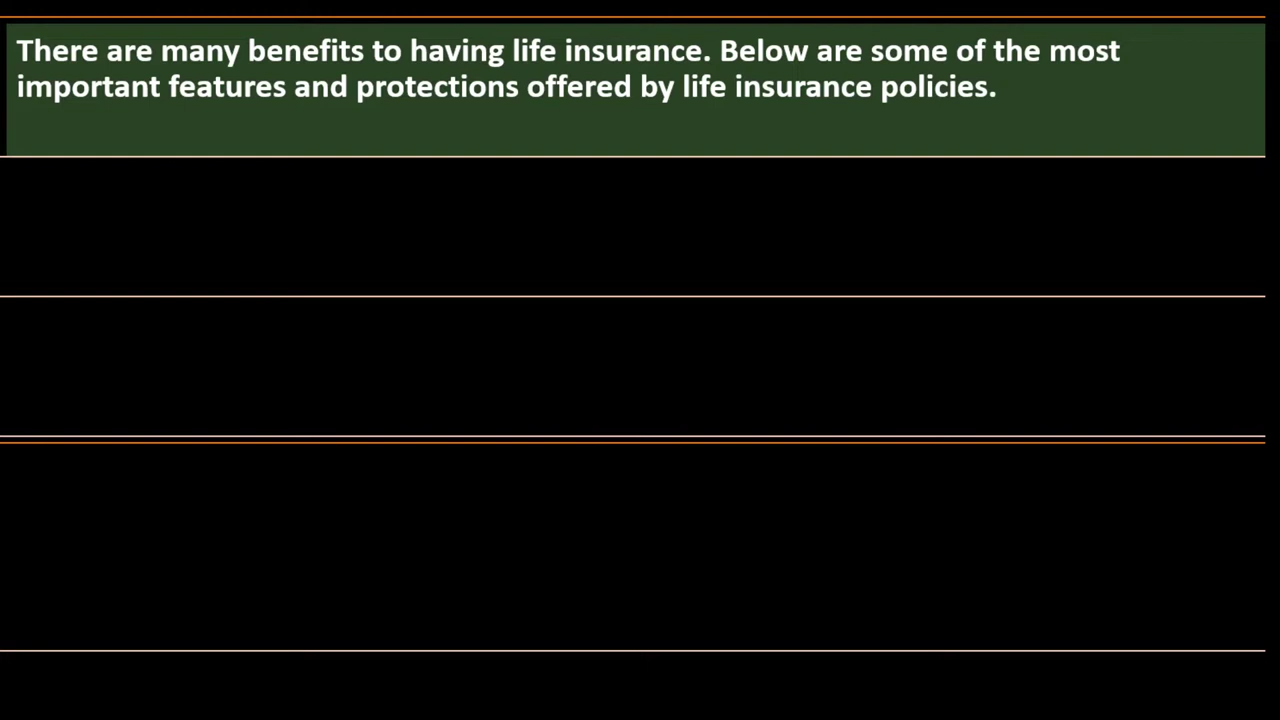 There are many benefits to having life insurance. Below are some of the most
important features and protections offered by life insurance policies.